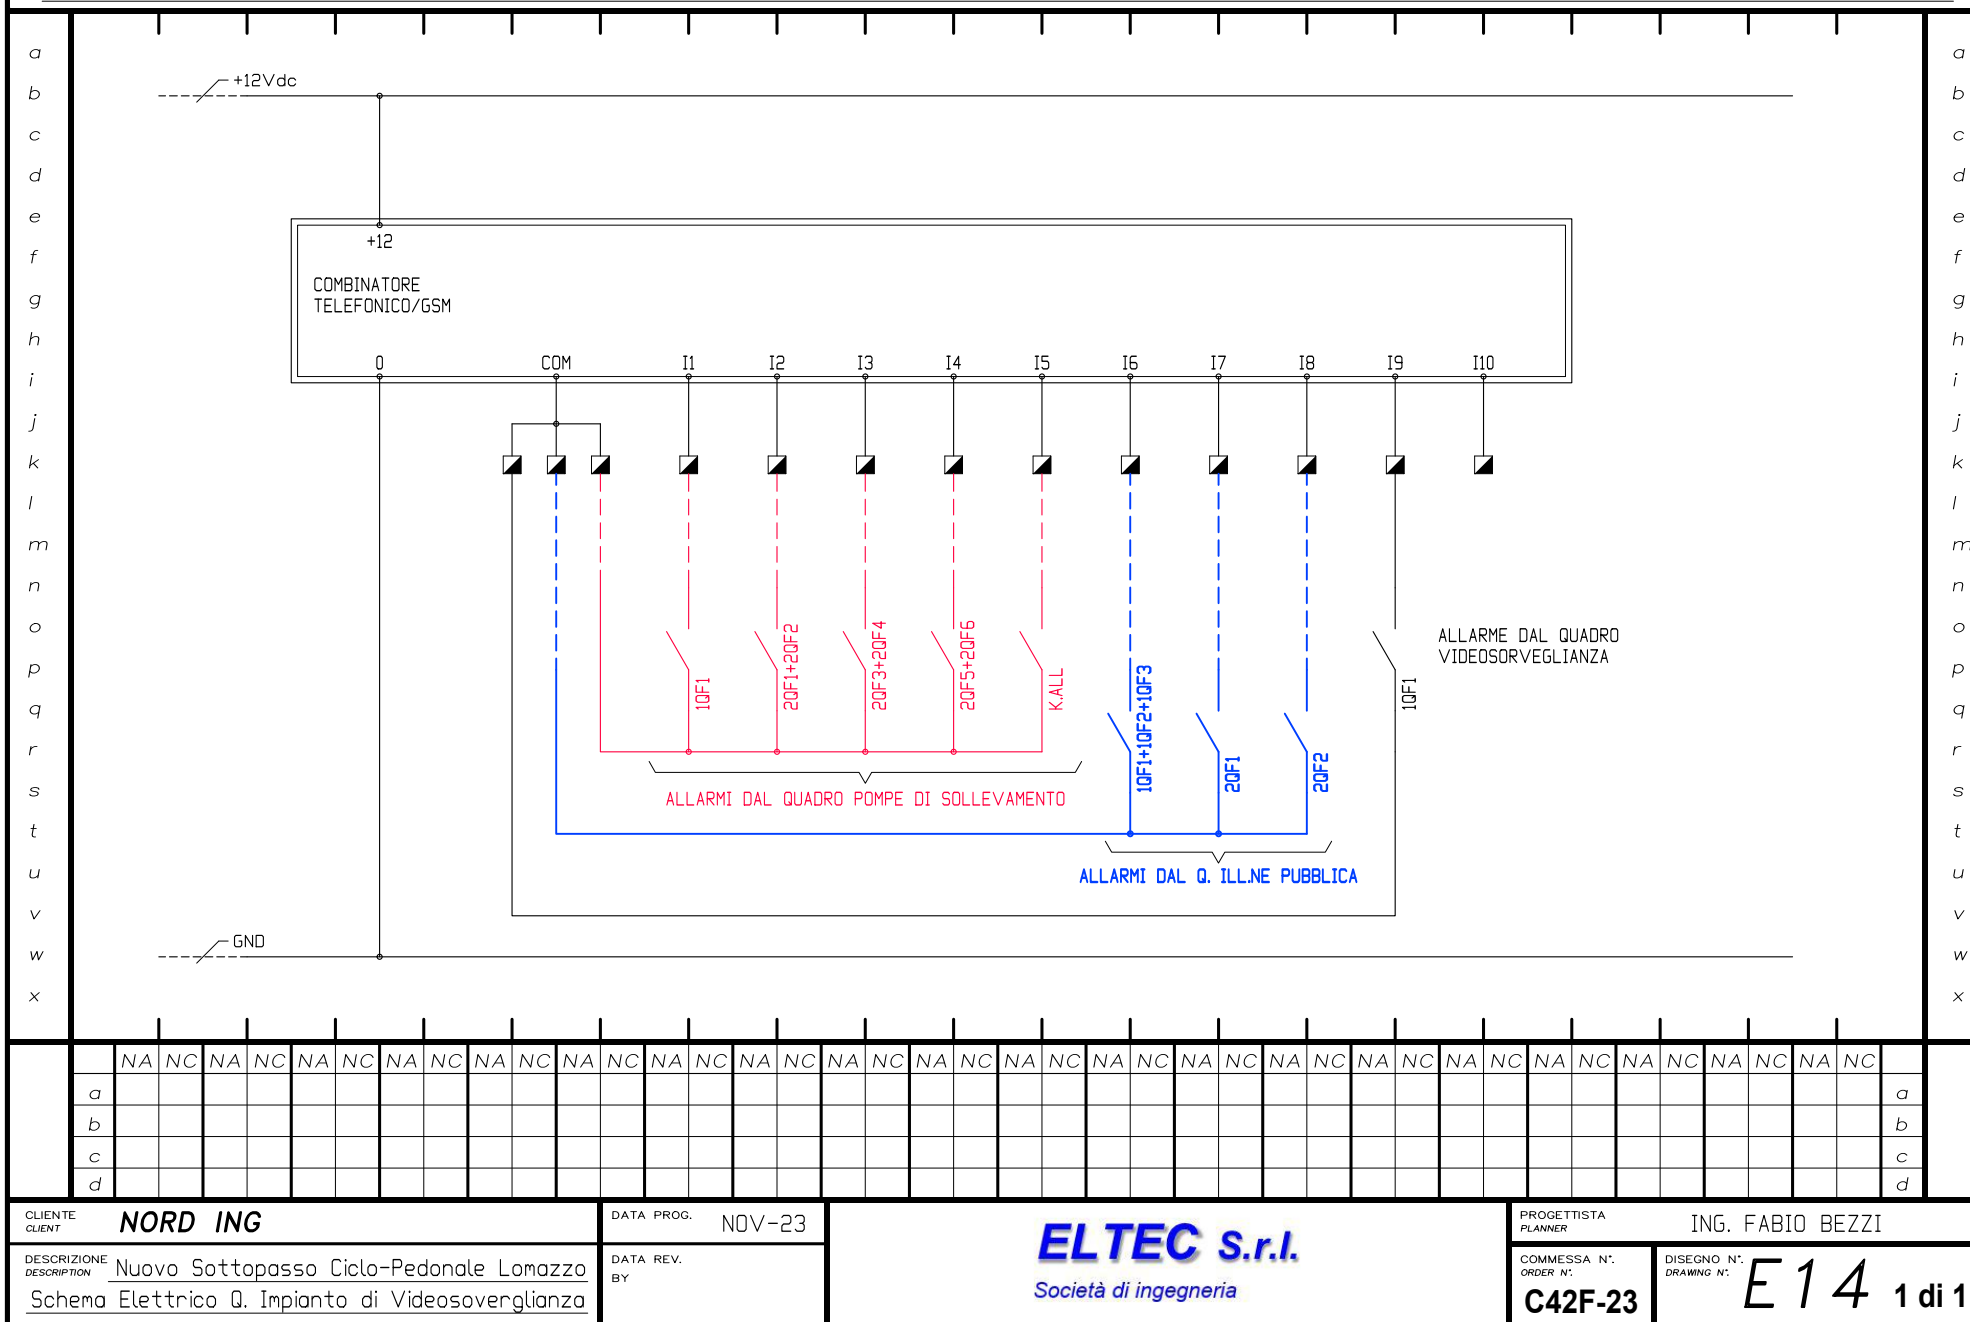 a a
b b
c c
d d
e e
f f
g g
h h
i i
j j
k k
l l
m m
n n
o o
p p
q q
r r
s s
t t
u u
v v
w w
x x
+12Vdc
+12
COMBINATORE
TELEFONICO/GSM
0 COM I1 I2 I3 I4 I5 I6 I7 I8 I9 I10
1QF1
2QF1+2QF2
2QF3+2QF4
2QF5+2QF6
K.ALL
1QF1+1QF2+1QF3
2QF1
2QF2
1QF1
ALLARME DAL QUADRO
VIDEOSORVEGLIANZA
ALLARMI DAL QUADRO POMPE DI SOLLEVAMENTO
ALLARMI DAL Q. ILL.NE PUBBLICA
GND
NA NC NA NC NA NC NA NC NA NC NA NC NA NC NA NC NA NC NA NC NA NC NA NC NA NC NA NC NA NC NA NC NA NC NA NC NA NC NA NC
a a
b b
c c
d d
CLIENTE
CLIENT
NORD ING
DESCRIZIONE
DESCRIPTION
Nuovo Sottopasso Ciclo-Pedonale Lomazzo
Schema Elettrico Q. Impianto di Videosoverglianza
DATA PROG. NOV-23
DATA REV.
BY
ELTEC S.r.l.
Società di ingegneria
PROGETTISTA
PLANNER
ING. FABIO BEZZI
COMMESSA N°.
ORDER N°.
C42F-23
DISEGNO N°.
DRAWING N°.
E14 1 di 1